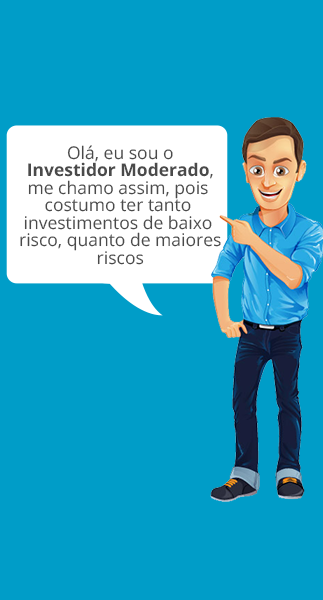 Olá, eu sou o
Investidor Moderado,
me chamo assim, pois
costumo ter tanto
investimentos de baixo
risco, quanto de maiores
riscos